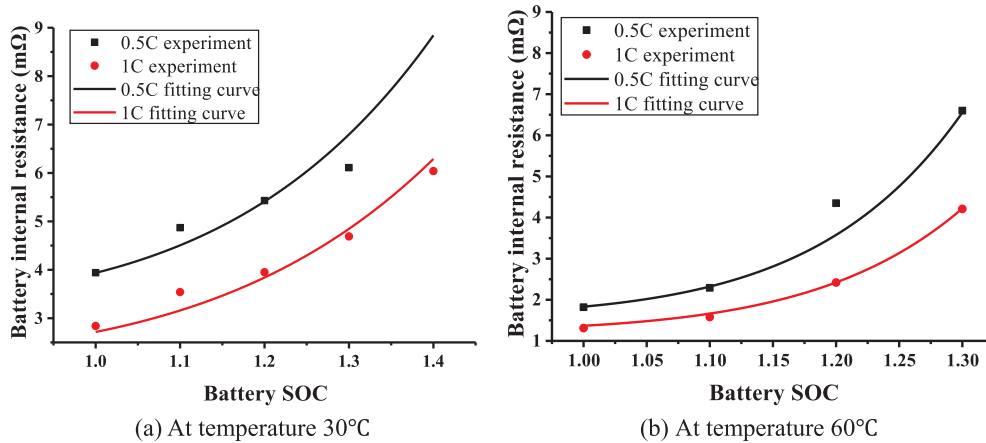 9
8
7
6
5
4
3
Battery internal resistance (mΩ)
0.5C experiment
1C experiment
0.5C fitting curve
1C fitting curve
1.0
1.1
1.2
1.3
1.4
Battery SOC
(a) At temperature 30℃
9
8
7
6
5
4
3
2
1
Battery internal resistance (mΩ)
0.5C experiment
1C experiment
0.5C fitting curve
1C fitting curve
1.00
1.05
1.10
1.15
1.20
1.25
1.30
Battery SOC
(b) At temperature 60℃